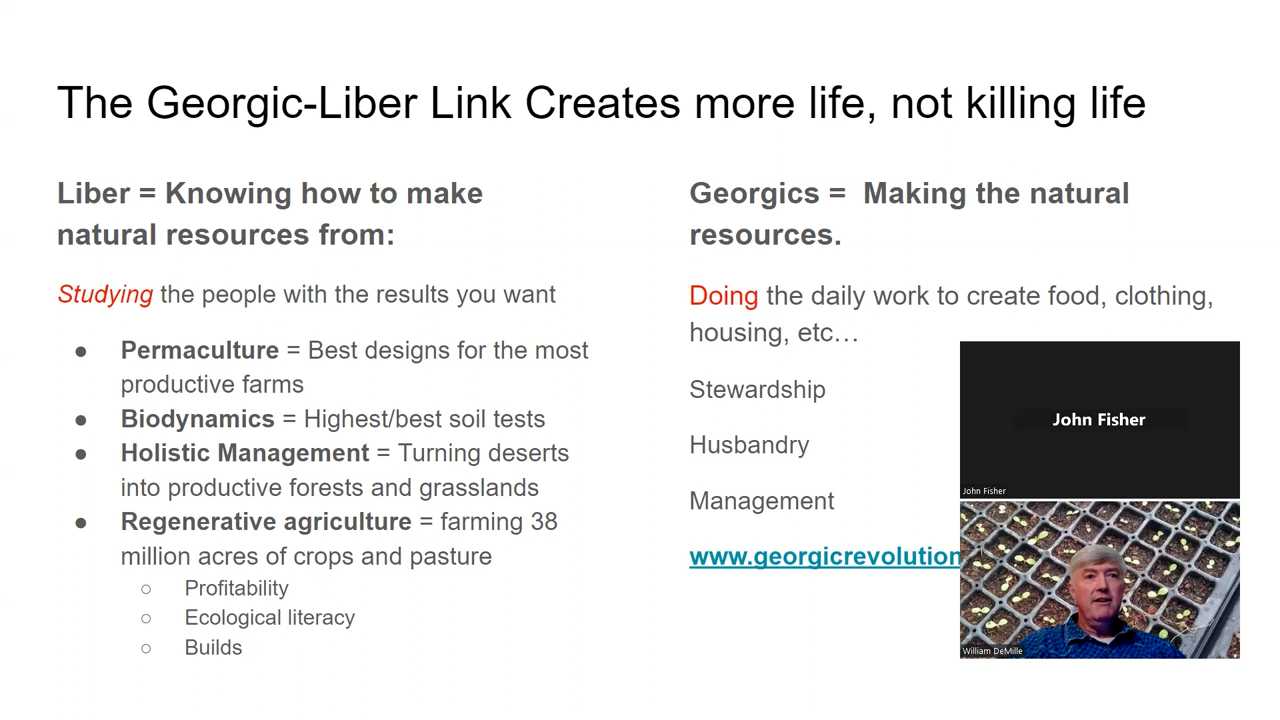 The Georgic-Liber Link Creates more life, not killing life
Liber = Knowing how to make
natural resources from:
Studying the people with the results you want
● Permaculture = Best designs for the most
productive farms
● Biodynamics = Highest/best soil tests
● Holistic Management = Turning deserts
into productive forests and grasslands
● Regenerative agriculture = farming 38
million acres of crops and pasture
○ Profitability
○ Ecological literacy
○ Builds
Georgics =  Making the natural
resources.
Doing the daily work to create food, clothing,
housing, etc…
Stewardship
Husbandry
Management
www.georgicrevolution
John Fisher
John Fisher
William DeMille